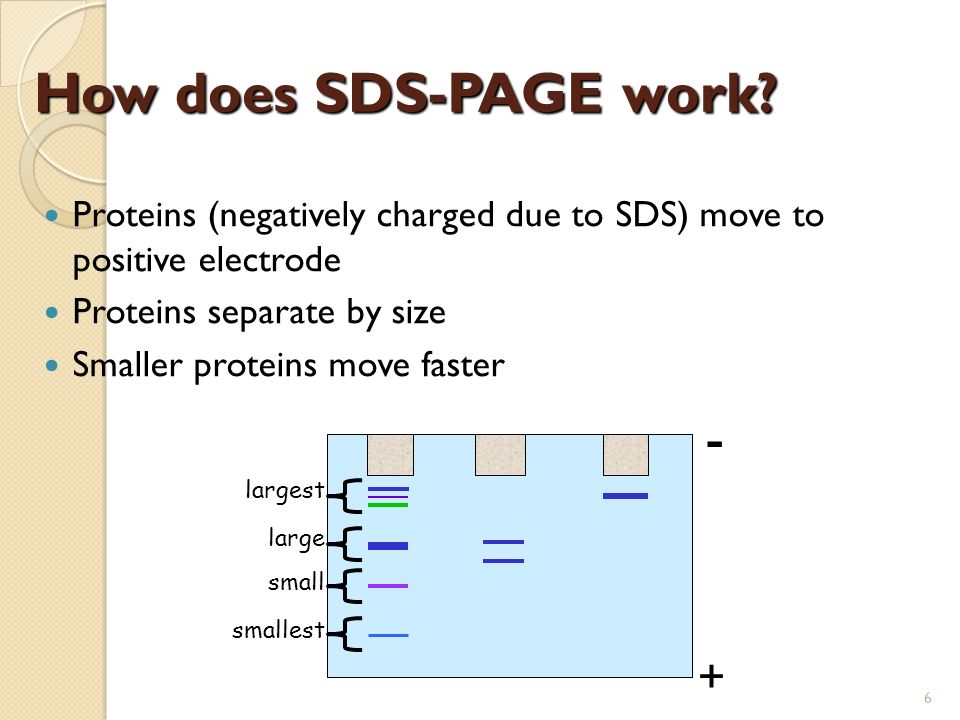 How does SDS-PAGE work?
Proteins (negatively charged due to SDS) move to
positive electrode
Proteins separate by size
Smaller proteins move faster
-
largest
large
small
smallest
+
6